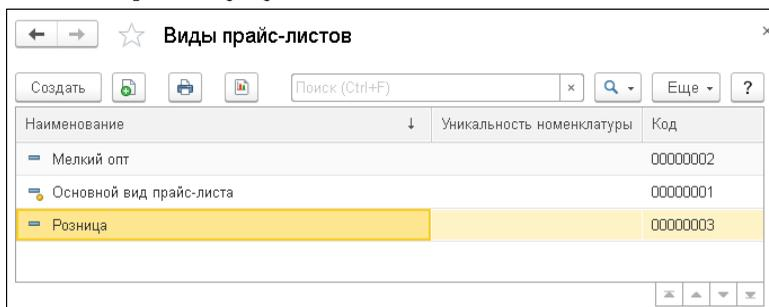 Виды прайс-листов
Создать Поиск (Ctrl+F) × Еще ?
Наименование ↓ Уникальность номенклатуры Код
Мелкий опт 00000002
Основной вид прайс-листа 00000001
Розница 00000003